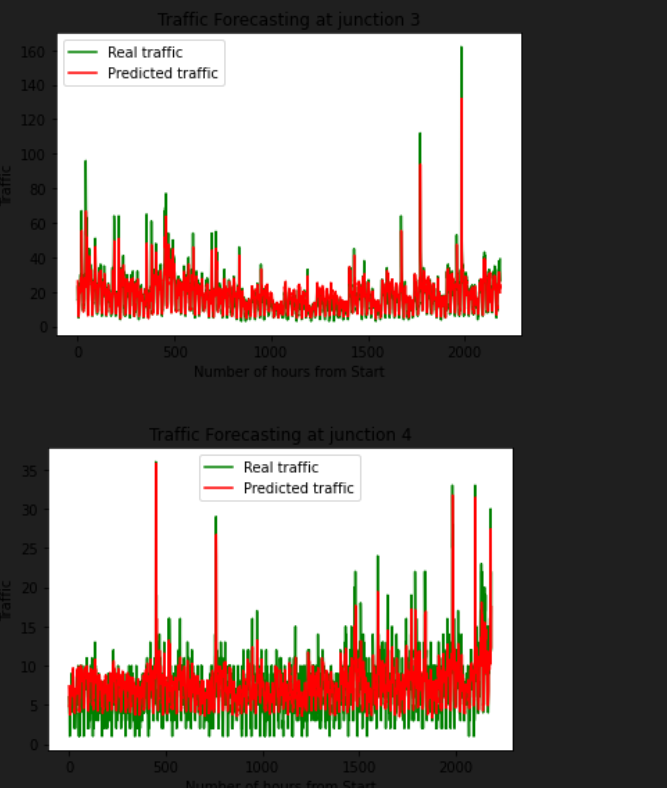 Traffic Forecasting at junction 3
Real traffic
Predicted traffic
160
140
120
100
80
60
40
20
0
Traffic
0 500 1000 1500 2000
Number of hours from Start
Traffic Forecasting at junction 4
Real traffic
Predicted traffic
35
30
25
20
15
10
5
0
Traffic
0 500 1000 1500 2000
Number of hours from Start